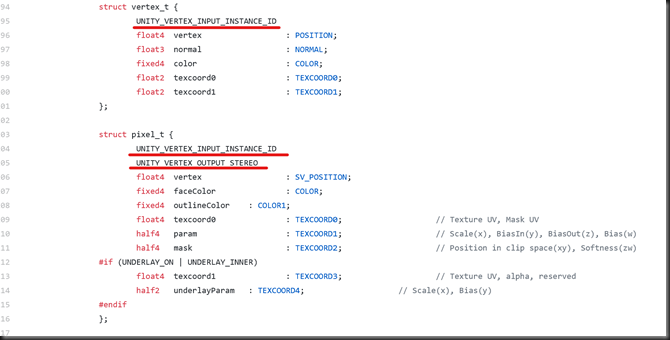 94 struct vertex_t {
95 UNITY_VERTEX_INPUT_INSTANCE_ID
96 float4 vertex : POSITION;
97 float3 normal : NORMAL;
98 fixed4 color : COLOR;
99 float2 texcoord0 : TEXCOORD0;
00 float2 texcoord1 : TEXCOORD1;
01 };
02
03 struct pixel_t {
04 UNITY_VERTEX_INPUT_INSTANCE_ID
05 UNITY_VERTEX_OUTPUT_STEREO
06 float4 vertex : SV_POSITION;
07 fixed4 faceColor : COLOR;
08 fixed4 outlineColor : COLOR1;
09 float4 texcoord0 : TEXCOORD0; // Texture UV, Mask UV
10 half4 param : TEXCOORD1; // Scale(x), BiasIn(y), BiasOut(z), Bias(w)
11 half4 mask : TEXCOORD2; // Position in clip space(xy), Softness(zw)
12 #if (UNDERLAY_ON | UNDERLAY_INNER)
13 float4 texcoord1 : TEXCOORD3; // Texture UV, alpha, reserved
14 half2 underlayParam : TEXCOORD4; // Scale(x), Bias(y)
15 #endif
16 };
17